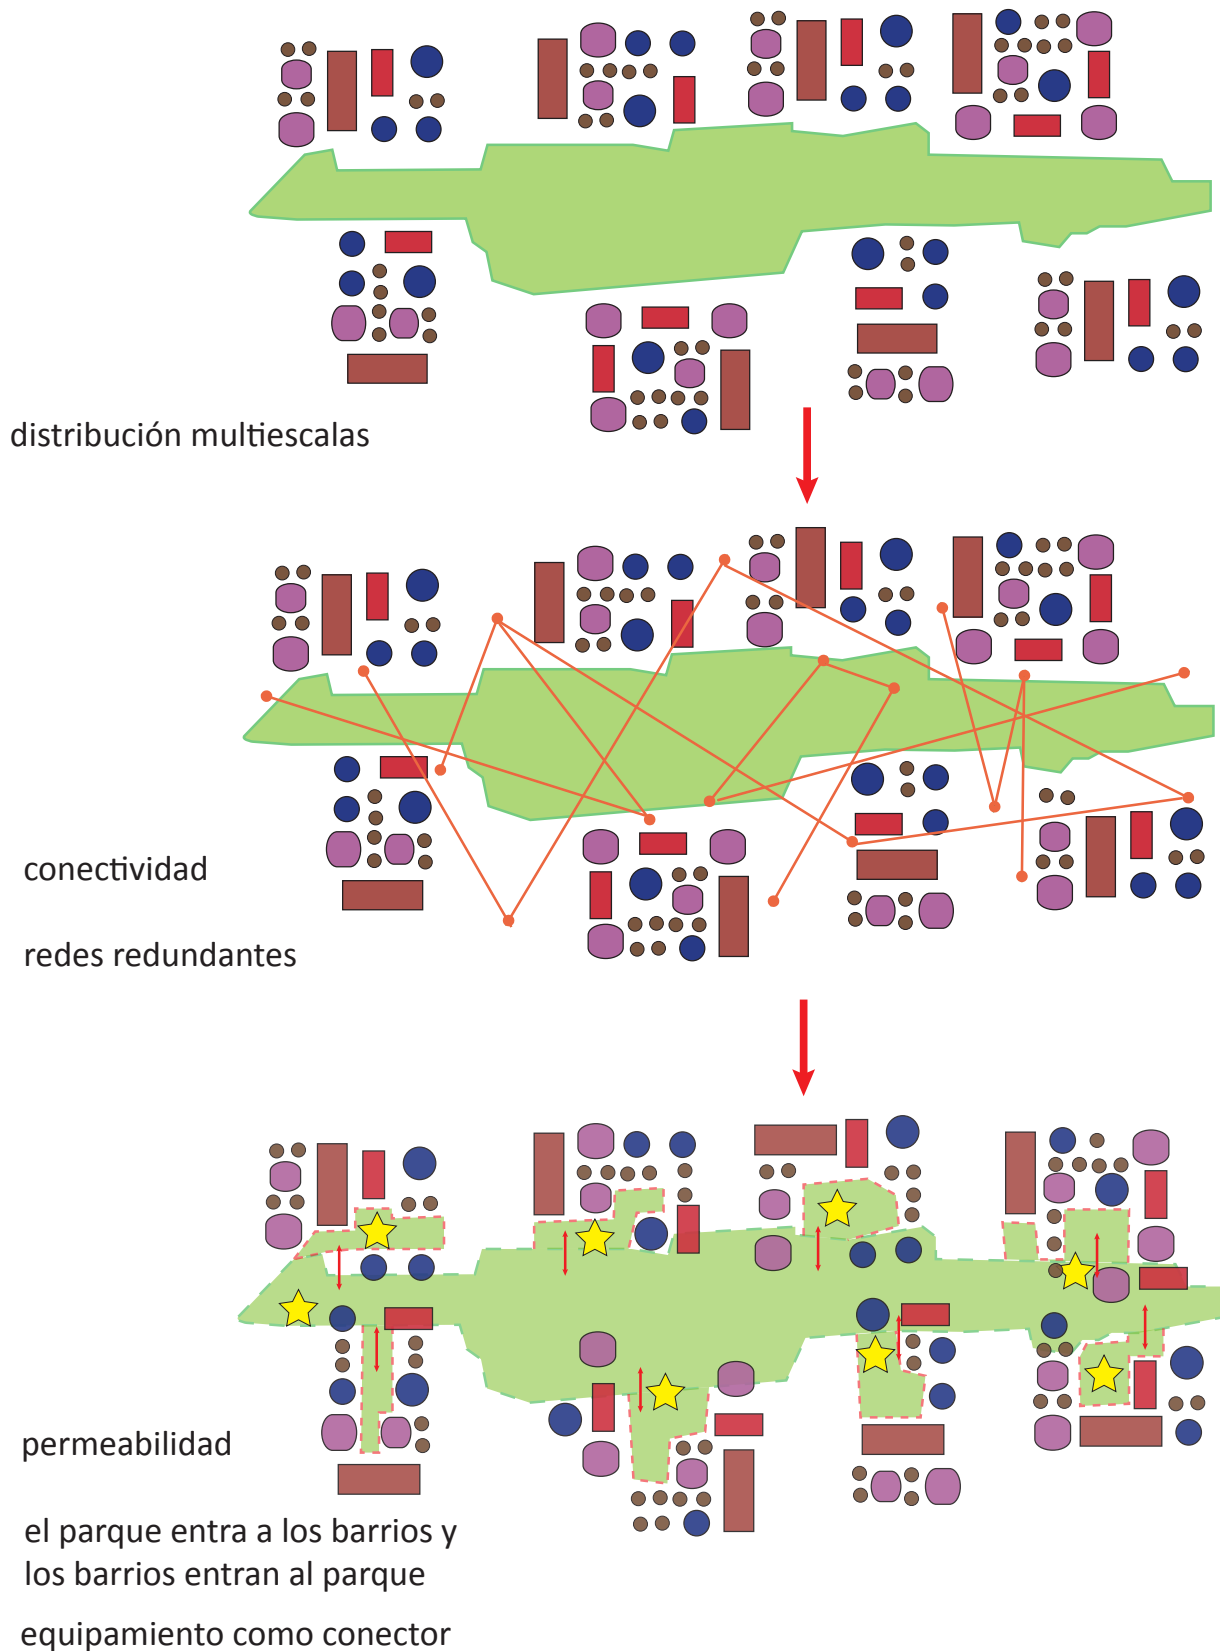 distribución multiescalas
conectividad
redes redundantes
permeabilidad
el parque entra a los barrios y
los barrios entran al parque
equipamiento como conector